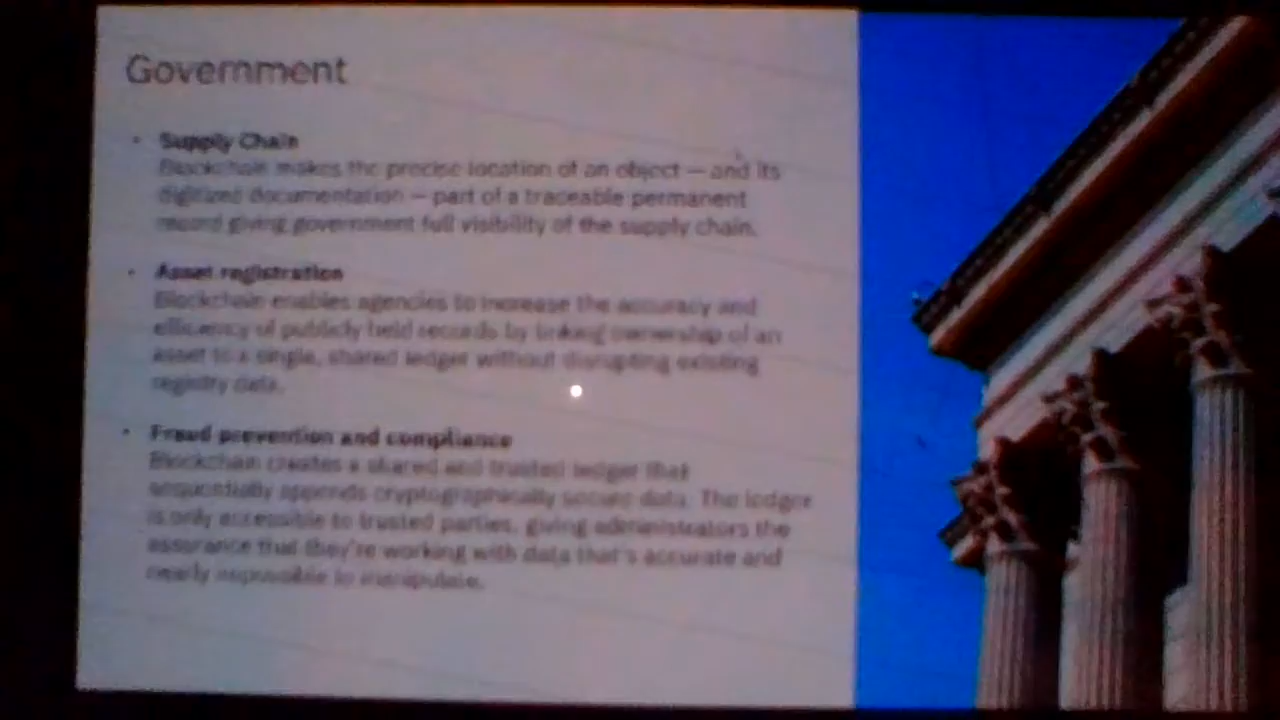 Government
• Supply Chain
Blockchain makes the precise location of an object — and its
digitized documentation — part of a traceable permanent
record giving government full visibility of the supply chain.
• Asset registration
Blockchain enables agencies to increase the accuracy and
efficiency of publicly held records by linking ownership of an
asset to a single, shared ledger without disrupting existing
registry data.
• Fraud prevention and compliance
Blockchain creates a shared and trusted ledger that
sequentially appends cryptographically secure data. The ledger
is only accessible to trusted parties, giving administrators the
assurance that they're working with data that's accurate and
nearly impossible to manipulate.